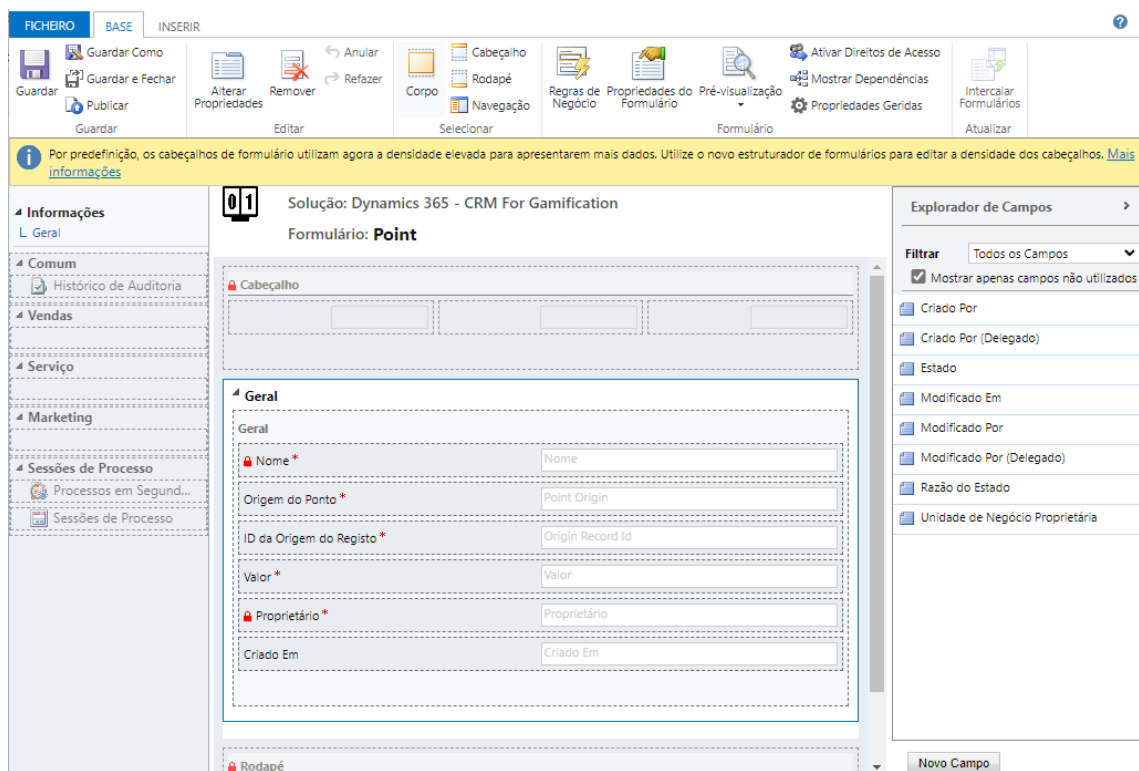 FICHEIRO BASE INSERIR
Guardar
Guardar Como
Guardar e Fechar
Publicar
Guardar
Alterar Propriedades
Remover
Anular
Refazer
Editar
Corpo
Cabeçalho
Rodapé
Navegação
Selecionar
Regras de Negócio
Propriedades do Formulário
Pré-visualização
Ativar Direitos de Acesso
Mostrar Dependências
Propriedades Geridas
Formulário
Intercalar Formulários
Atualizar
Por predefinição, os cabeçalhos de formulário utilizam agora a densidade elevada para apresentarem mais dados. Utilize o novo estruturador de formulários para editar a densidade dos cabeçalhos. Mais
informações
Informações
Geral
Comum
Histórico de Auditoria
Vendas
Serviço
Marketing
Sessões de Processo
Processos em Segund...
Sessões de Processo
01
Solução: Dynamics 365 - CRM For Gamification
Formulário: Point
Cabeçalho
Geral
Geral
Nome * Nome
Origem do Ponto * Point Origin
ID da Origem do Registo * Origin Record Id
Valor * Valor
Proprietário * Proprietário
Criado Em Criado Em
Rodapé
Explorador de Campos >
Filtrar Todos os Campos
Mostrar apenas campos não utilizados
Criado Por
Criado Por (Delegado)
Estado
Modificado Em
Modificado Por
Modificado Por (Delegado)
Razão do Estado
Unidade de Negócio Proprietária
Novo Campo